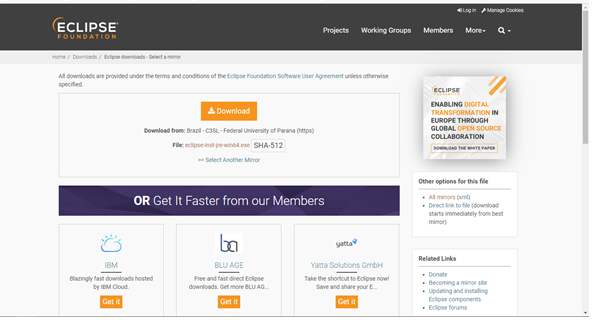 Log in Manage Cookies
ECLIPSE
FOUNDATION
Projects Working Groups Members More
Home / Downloads / Eclipse downloads - Select a mirror
All downloads are provided under the terms and conditions of the Eclipse Foundation Software User Agreement unless otherwise
specified.
Download
Download from: Brazil - C3SL - Federal University of Parana (https)
File: eclipse-inst-jre-win64.exe SHA-512
>> Select Another Mirror
OR Get It Faster from our Members
IBM
Blazingly fast downloads hosted
by IBM Cloud.
Get it
ba
BLU AGE
Free and fast direct Eclipse
downloads. Get more BLU AG...
Get it
yatta
Yatta Solutions GmbH
Take the shortcut to Eclipse now!
Save and share your E...
Get it
ECLIPSE
FOUNDATION
ENABLING DIGITAL
TRANSFORMATION IN
EUROPE THROUGH
GLOBAL OPEN SOURCE
COLLABORATION
DOWNLOAD THE WHITE PAPER
Other options for this file
All mirrors (xml)
Direct link to file (download
starts immediately from best
mirror)
Related Links
Donate
Becoming a mirror site
Updating and installing
Eclipse components
Eclipse forums